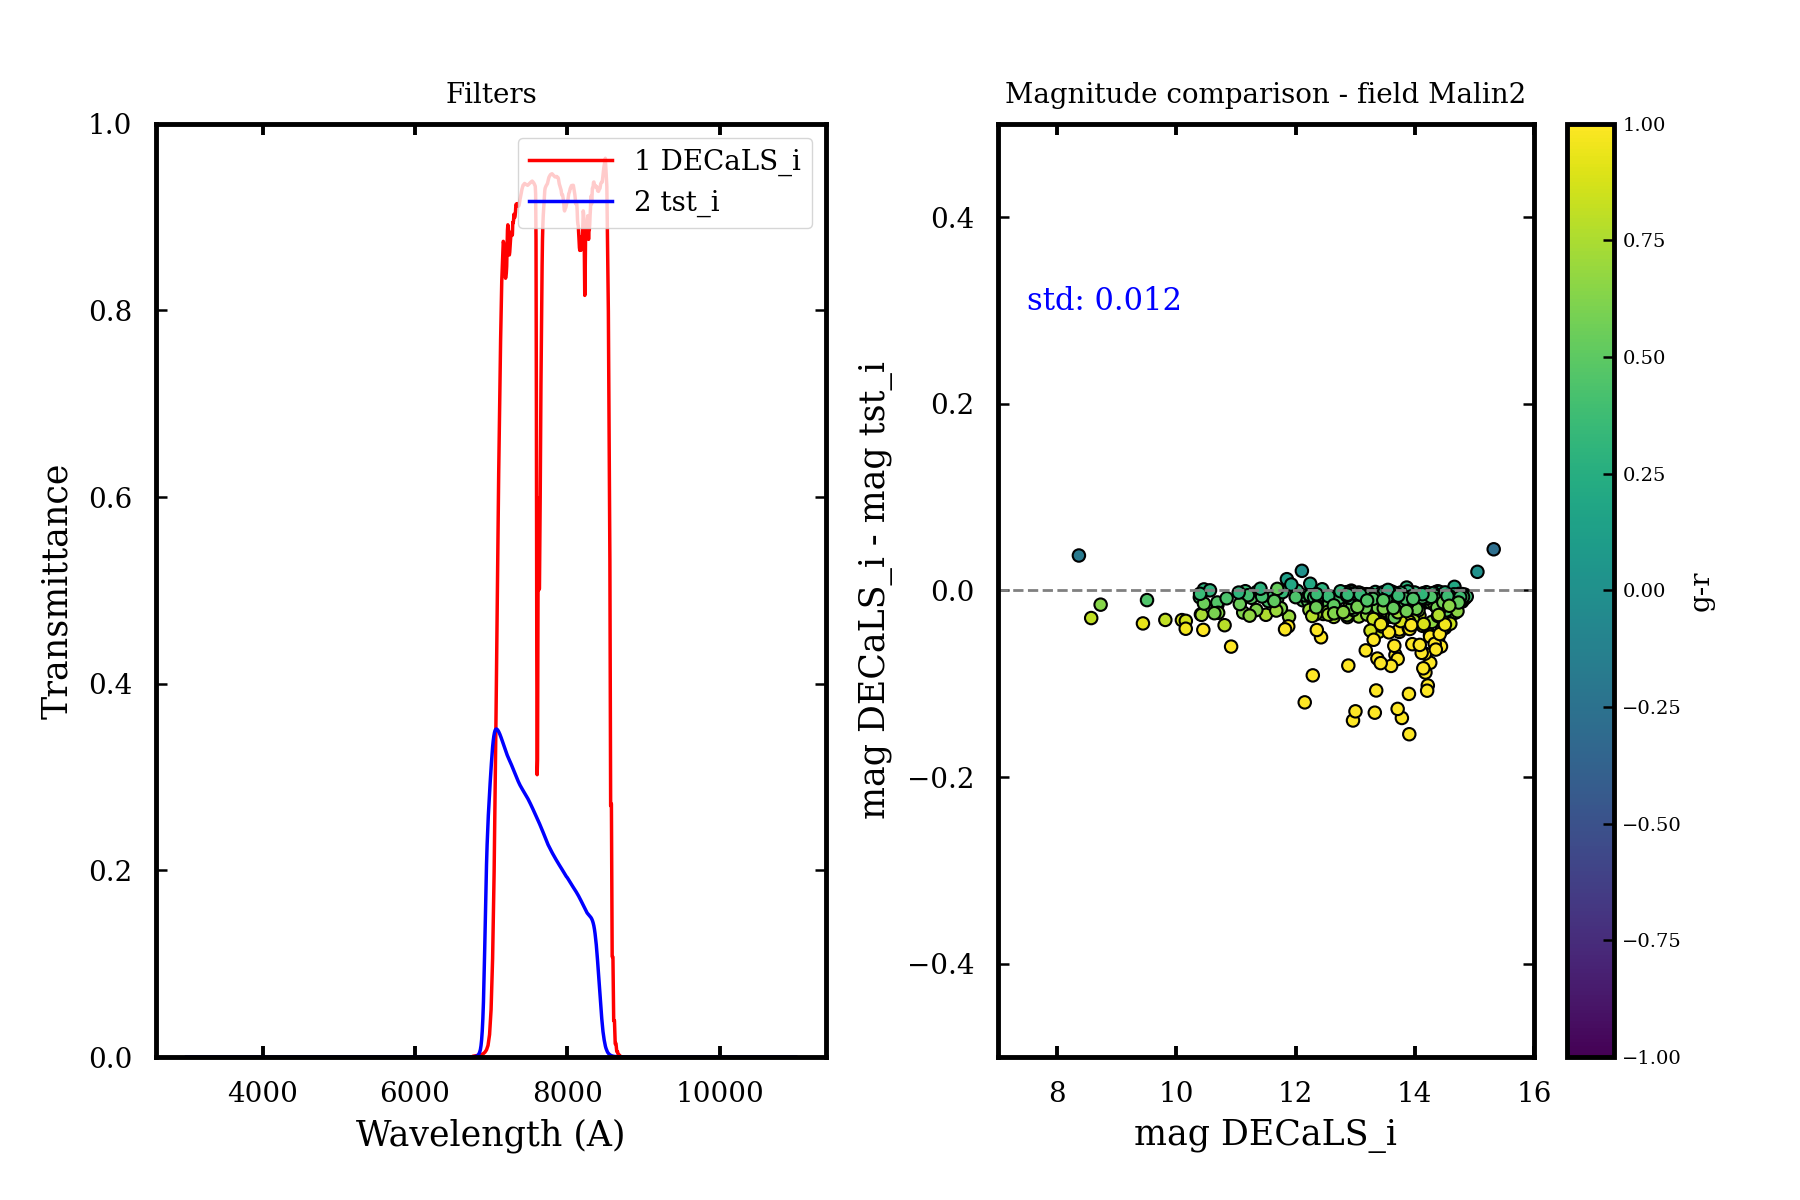 Filters
1.0
0.8
0.6
0.4
0.2
0.0
Transmittance
1 DECaLS_i
2 tst_i
4000 6000 8000 10000
Wavelength (A)
Magnitude comparison - field Malin2
0.4
0.2
0.0
−0.2
−0.4
mag DECaLS_i - mag tst_i
std: 0.012
8 10 12 14 16
mag DECaLS_i
1.00
0.75
0.50
0.25
0.00
−0.25
−0.50
−0.75
−1.00
g-r